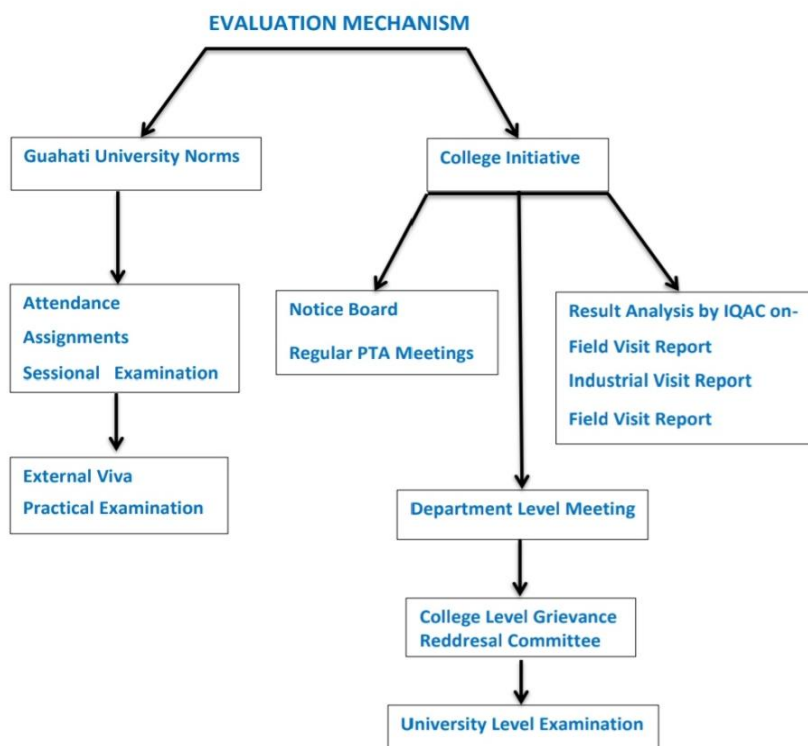 EVALUATION MECHANISM
Guahati University Norms
College Initiative
Attendance
Assignments
Sessional Examination
Notice Board
Regular PTA Meetings
Result Analysis by IQAC on-
Field Visit Report
Industrial Visit Report
Field Visit Report
External Viva
Practical Examination
Department Level Meeting
College Level Grievance
Reddresal Committee
University Level Examination